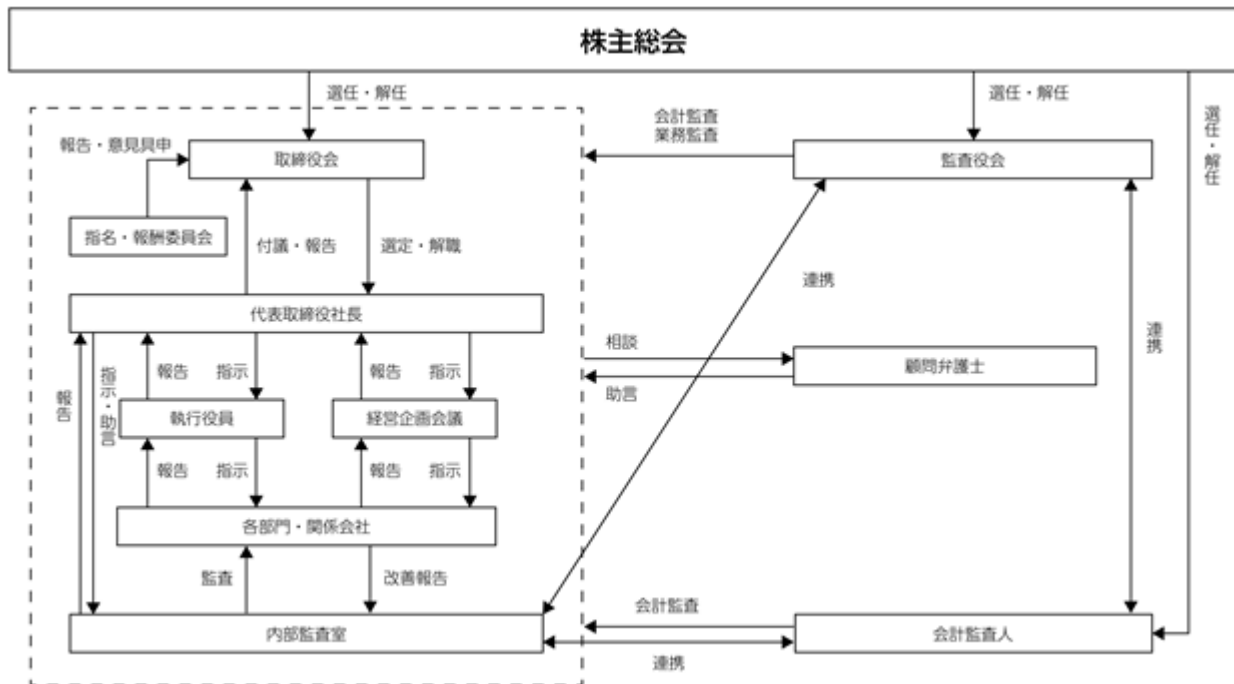 株主総会
選任・解任
選任・解任
選任・解任
会計監査
業務監査
報告・意見具申
取締役会
監査役会
指名・報酬委員会
付議・報告
選定・解職
連携
代表取締役社長
連携
相談
顧問弁護士
助言
報告
指示
報告
指示
報告
指示・助言
執行役員
経営企画会議
報告
指示
報告
指示
各部門・関係会社
監査
改善報告
会計監査
内部監査室
会計監査人
連携